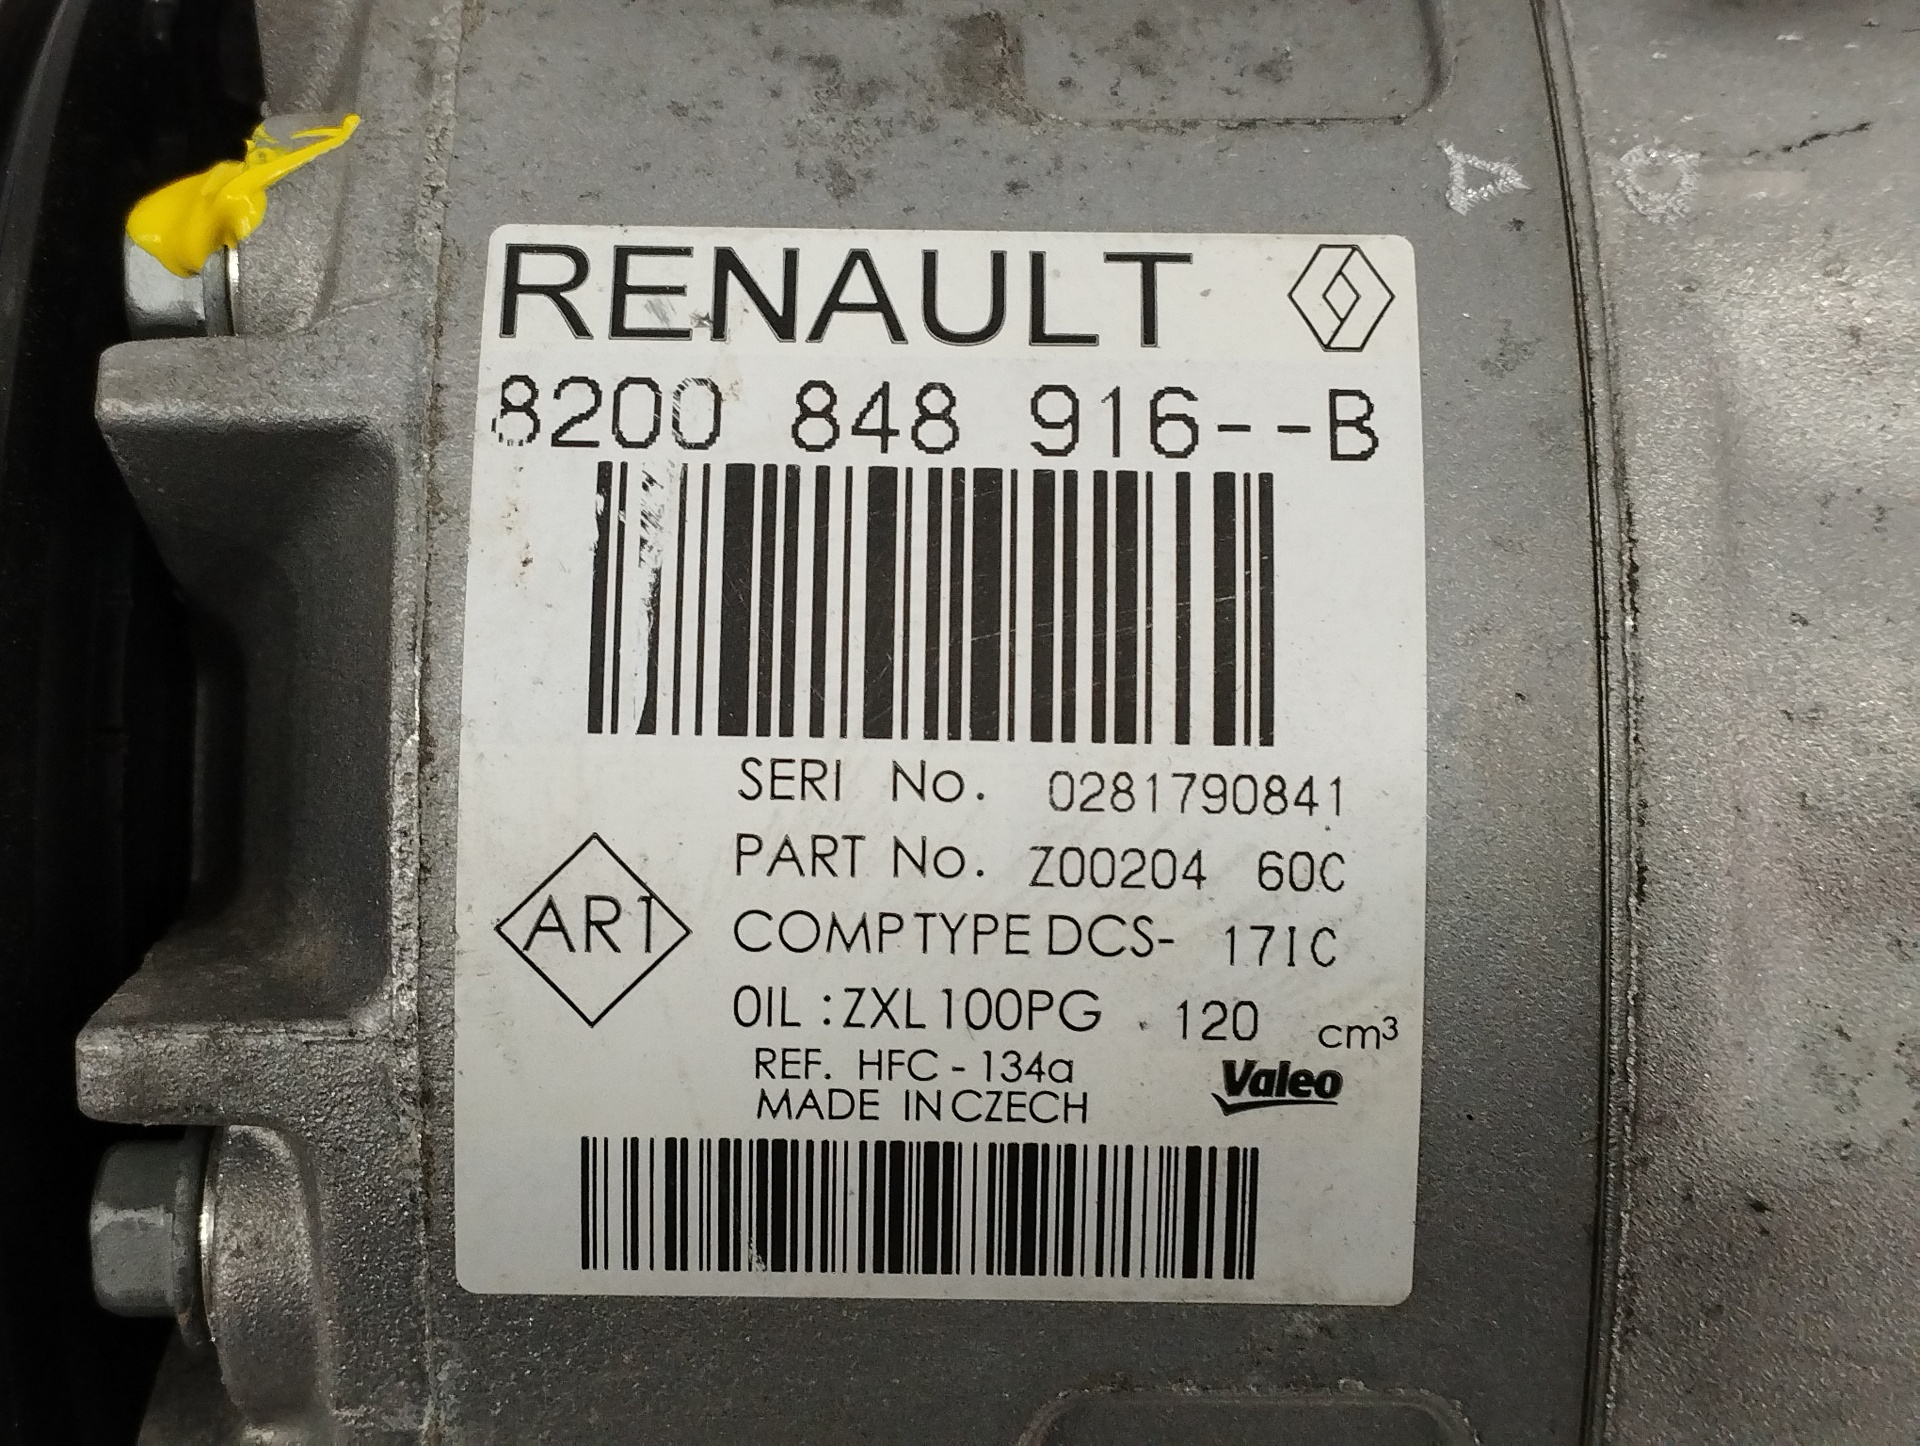 RENAULT
8200 848 916--B
SERI No. 0281790841
PART No. Z00204 60C
AR1
COMP TYPE DCS- 17IC
OIL : ZXL100PG 120 cm³
REF. HFC - 134a
Valeo
MADE IN CZECH